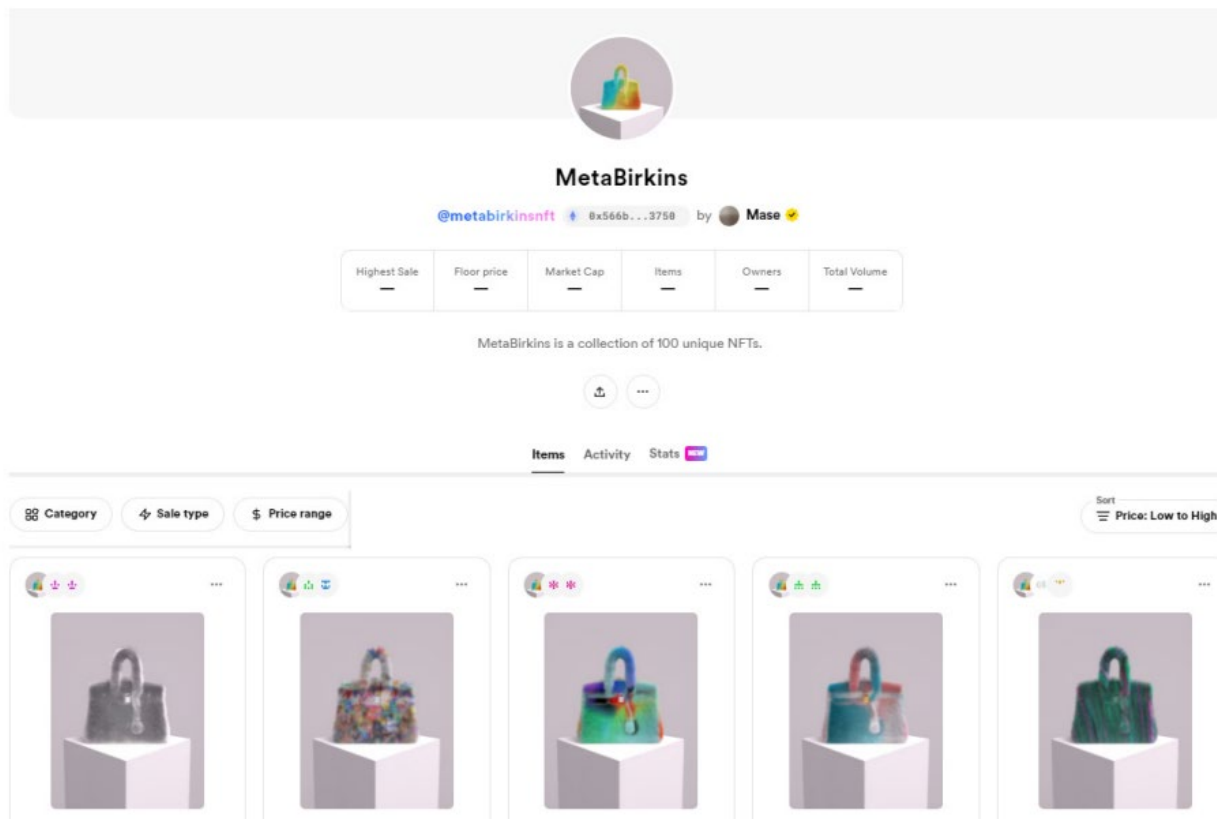 MetaBirkins
@metabirkinsnft 0x566b...3750 by Mase
Highest Sale Floor price Market Cap Items Owners Total Volume
— — — — — —
MetaBirkins is a collection of 100 unique NFTs.
Items Activity Stats NEW
Sort
Category Sale type $ Price range Price: Low to High